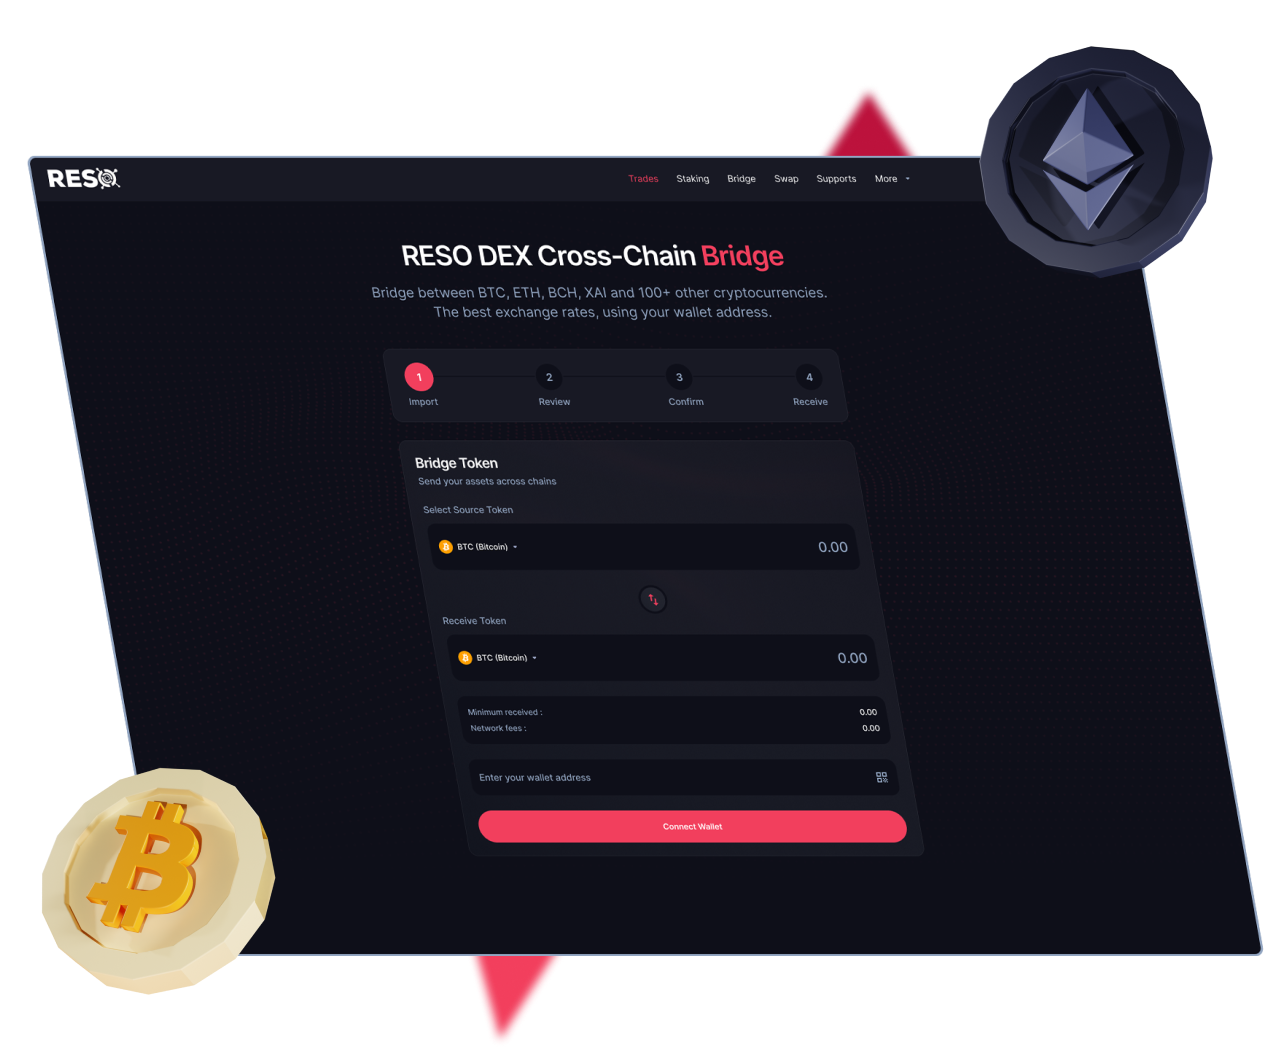 RESO
Trades Staking Bridge Swap Supports More
RESO DEX Cross-Chain Bridge
Bridge between BTC, ETH, BCH, XAI and 100+ other cryptocurrencies.
The best exchange rates, using your wallet address.
1 2 3 4
Import Review Confirm Receive
Bridge Token
Send your assets across chains
Select Source Token
BTC (Bitcoin) 0.00
Receive Token
BTC (Bitcoin) 0.00
Minimum received : 0.00
Network fees : 0.00
Enter your wallet address
Connect Wallet